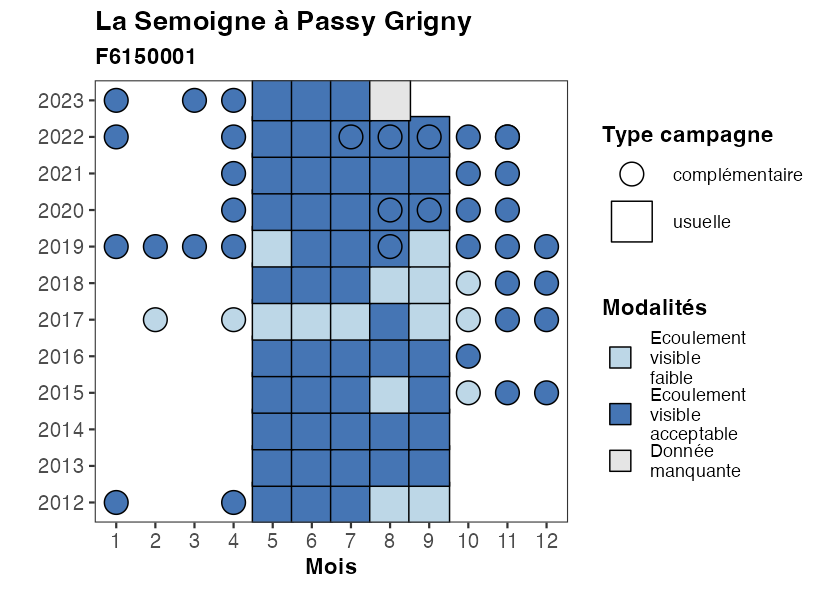 La Semoigne à Passy Grigny
F6150001
2023
2022
2021
2020
2019
2018
2017
2016
2015
2014
2013
2012
1 2 3 4 5 6 7 8 9 10 11 12
Mois
Type campagne
complémentaire
usuelle
Modalités
Ecoulement
visible
faible
Ecoulement
visible
acceptable
Donnée
manquante